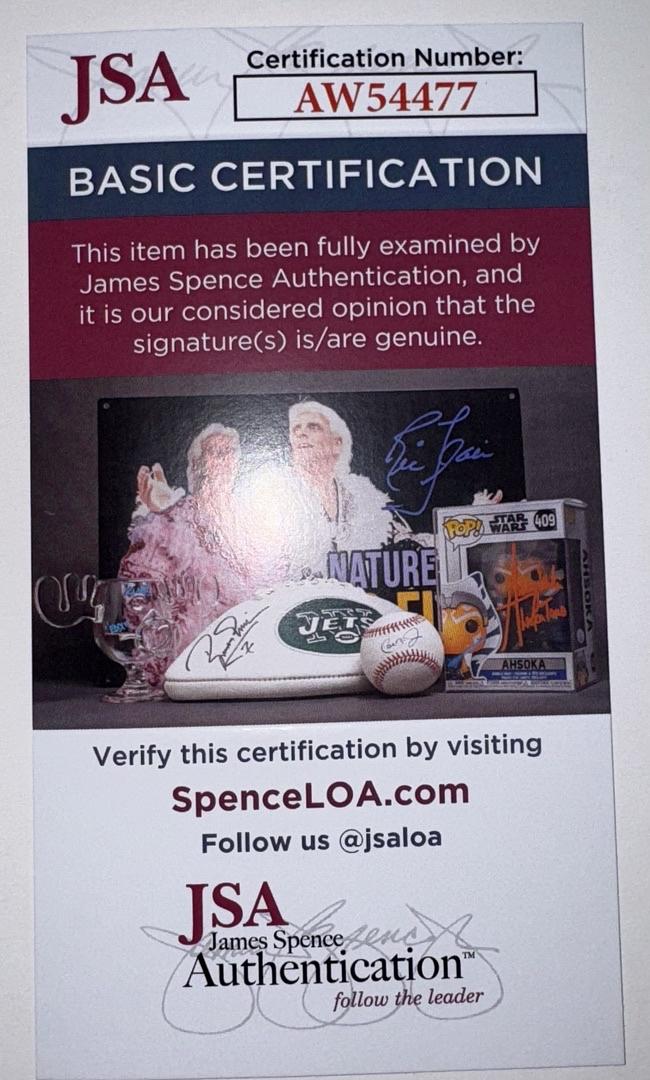 JSA
Certification Number:
AW54477
BASIC CERTIFICATION
This item has been fully examined by
James Spence Authentication, and
it is our considered opinion that the
signature(s) is/are genuine.
NATURE
JETS
POP!
STAR
WARS
409
AHSOKA
AHSOKA
Verify this certification by visiting
SpenceLOA.com
Follow us @jsaloa
JSA
James Spence
Authentication™
follow the leader